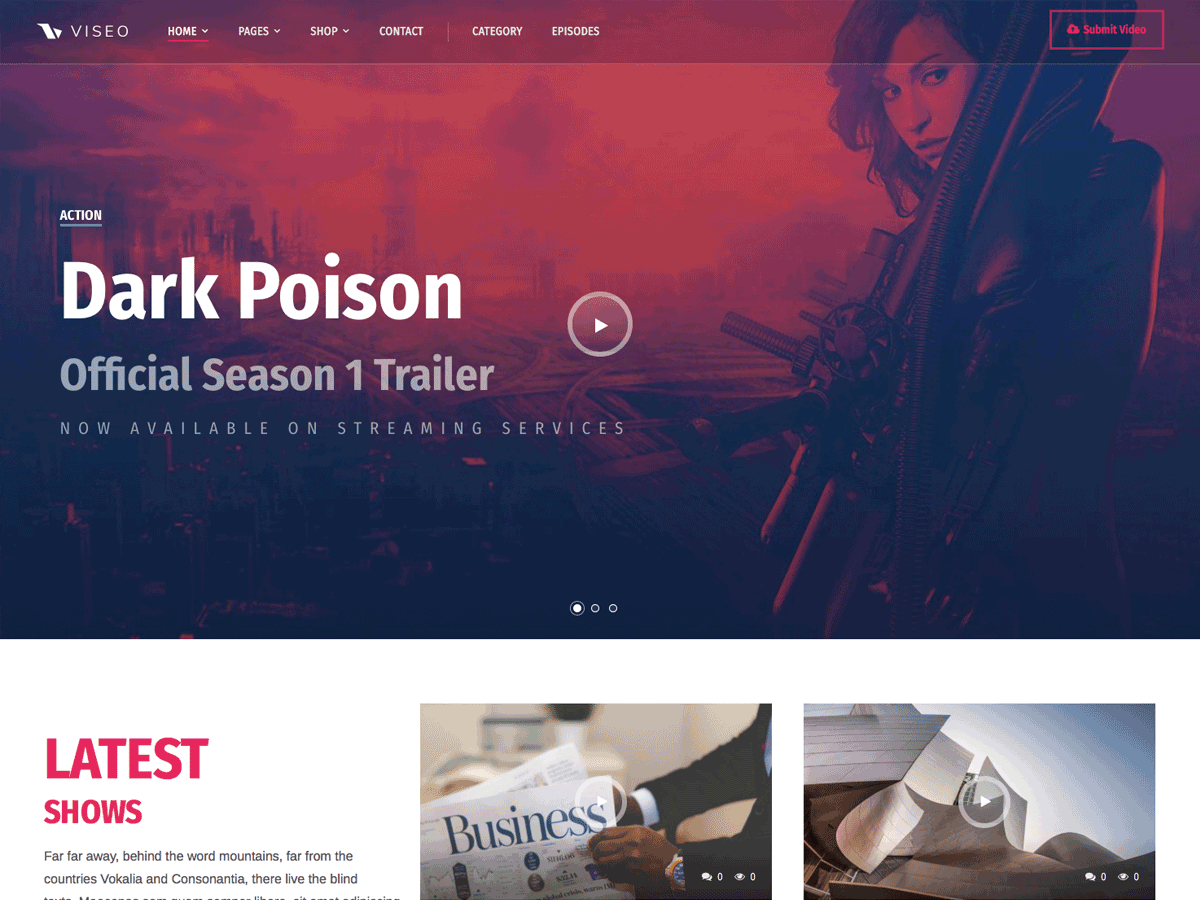 VISEO HOME PAGES SHOP CONTACT CATEGORY EPISODES Submit Video
ACTION
Dark Poison
Official Season 1 Trailer
NOW AVAILABLE ON STREAMING SERVICES
LATEST
SHOWS
Far far away, behind the word mountains, far from the
countries Vokalia and Consonantia, there live the blind
Business
0 0
0 0